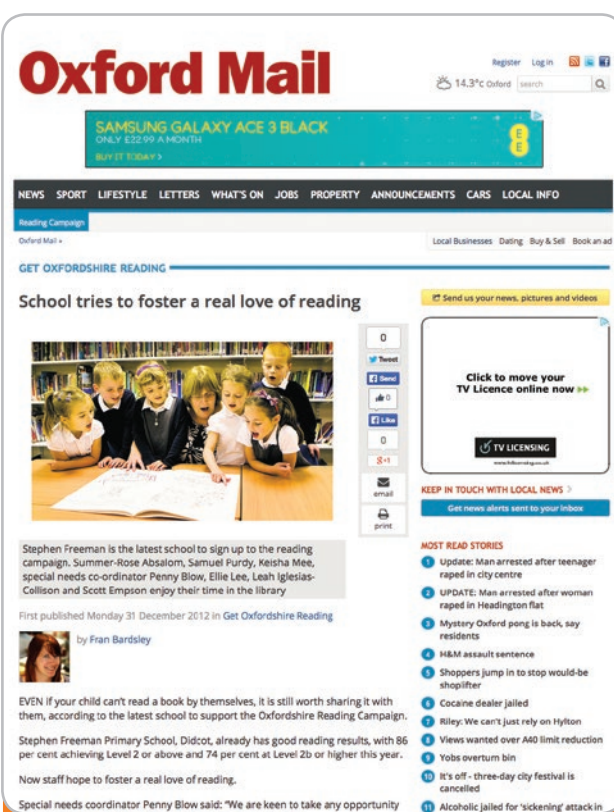 Oxford Mail
Register Log in
14.3°C Oxford search
SAMSUNG GALAXY ACE 3 BLACK
ONLY £22.99 A MONTH
BUY IT TODAY >
EE
NEWS SPORT LIFESTYLE LETTERS WHAT'S ON JOBS PROPERTY ANNOUNCEMENTS CARS LOCAL INFO
Reading Campaign
Oxford Mail
Local Businesses Dating Buy & Sell Book an ad
GET OXFORDSHIRE READING
School tries to foster a real love of reading
0
Tweet
Send
0
Like
0
g+1
email
print
Stephen Freeman is the latest school to sign up to the reading
campaign. Summer-Rose Absalom, Samuel Purdy, Keisha Mee,
special needs co-ordinator Penny Blow, Ellie Lee, Leah Iglesias-
Collison and Scott Empson enjoy their time in the library
First published Monday 31 December 2012 in Get Oxfordshire Reading
by Fran Bardsley
EVEN if your child can't read a book by themselves, it is still worth sharing it with
them, according to the latest school to support the Oxfordshire Reading Campaign.
Stephen Freeman Primary School, Didcot, already has good reading results, with 86
per cent achieving Level 2 or above and 74 per cent at Level 2b or higher this year.
Now staff hope to foster a real love of reading.
Special needs coordinator Penny Blow said: "We are keen to take any opportunity
Send us your news, pictures and videos
Click to move your
TV Licence online now
TV LICENSING
www.tvlicensing.co.uk
KEEP IN TOUCH WITH LOCAL NEWS >
Get news alerts sent to your inbox
MOST READ STORIES
1 Update: Man arrested after teenager
raped in city centre
2 UPDATE: Man arrested after woman
raped in Headington flat
3 Mystery Oxford pong is back, say
residents
4 H&M assault sentence
5 Shoppers jump in to stop would-be
shoplifter
6 Cocaine dealer jailed
7 Riley: We can't just rely on Hylton
8 Views wanted over A40 limit reduction
9 Yobs overturn bin
10 It's off - three-day city festival is
cancelled
11 Alcoholic jailed for 'sickening' attack in